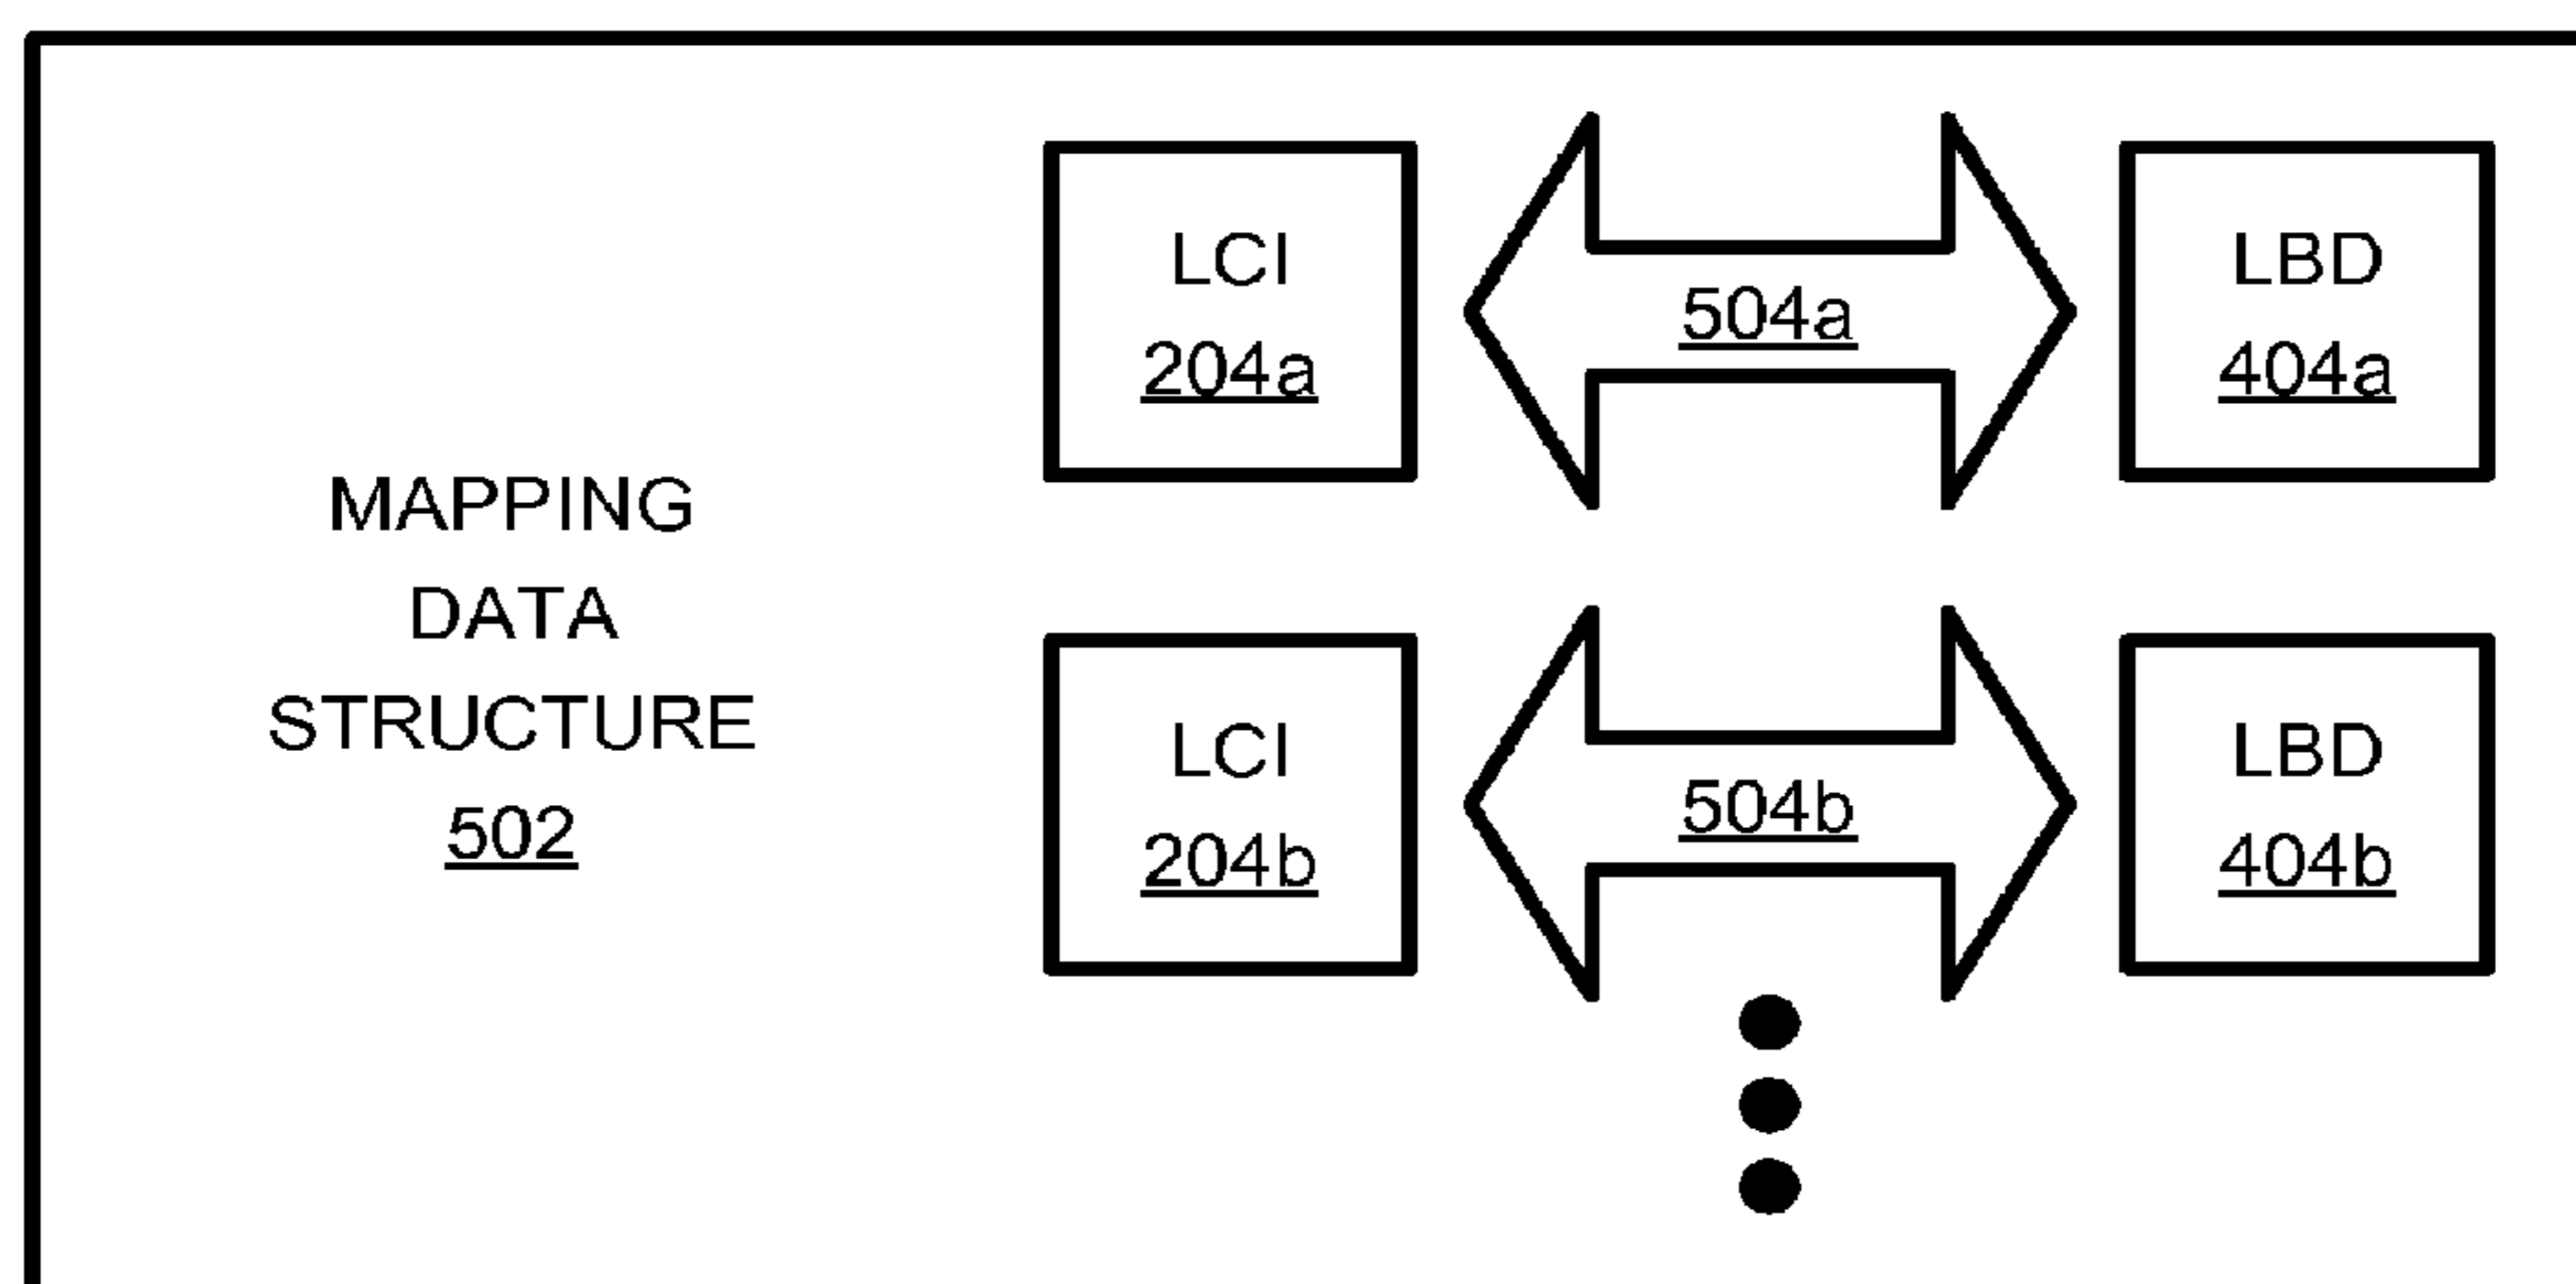 MAPPING
DATA
STRUCTURE
502
LCI
204a
504a
LBD
404a
LCI
204b
504b
LBD
404b